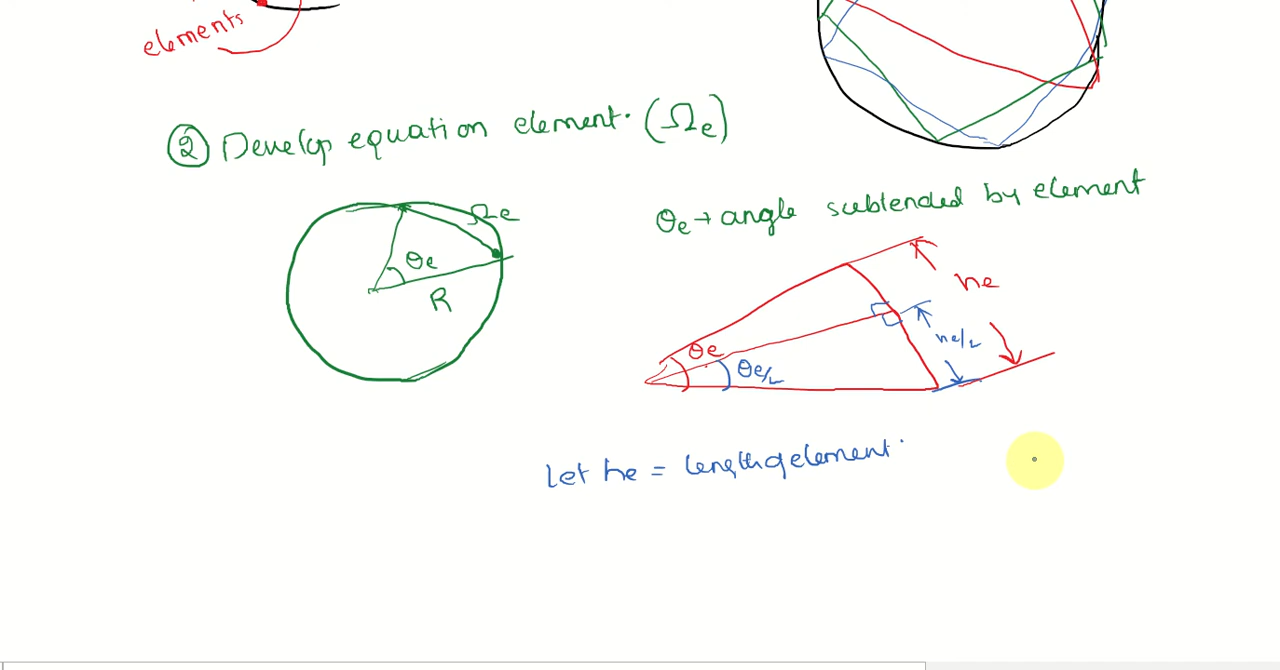 elements
② Develop equation element. (Ωe)
Ωe
θe
R
θe → angle subtended by element
he
he/2
θe
θe/2
Let he = length of element.